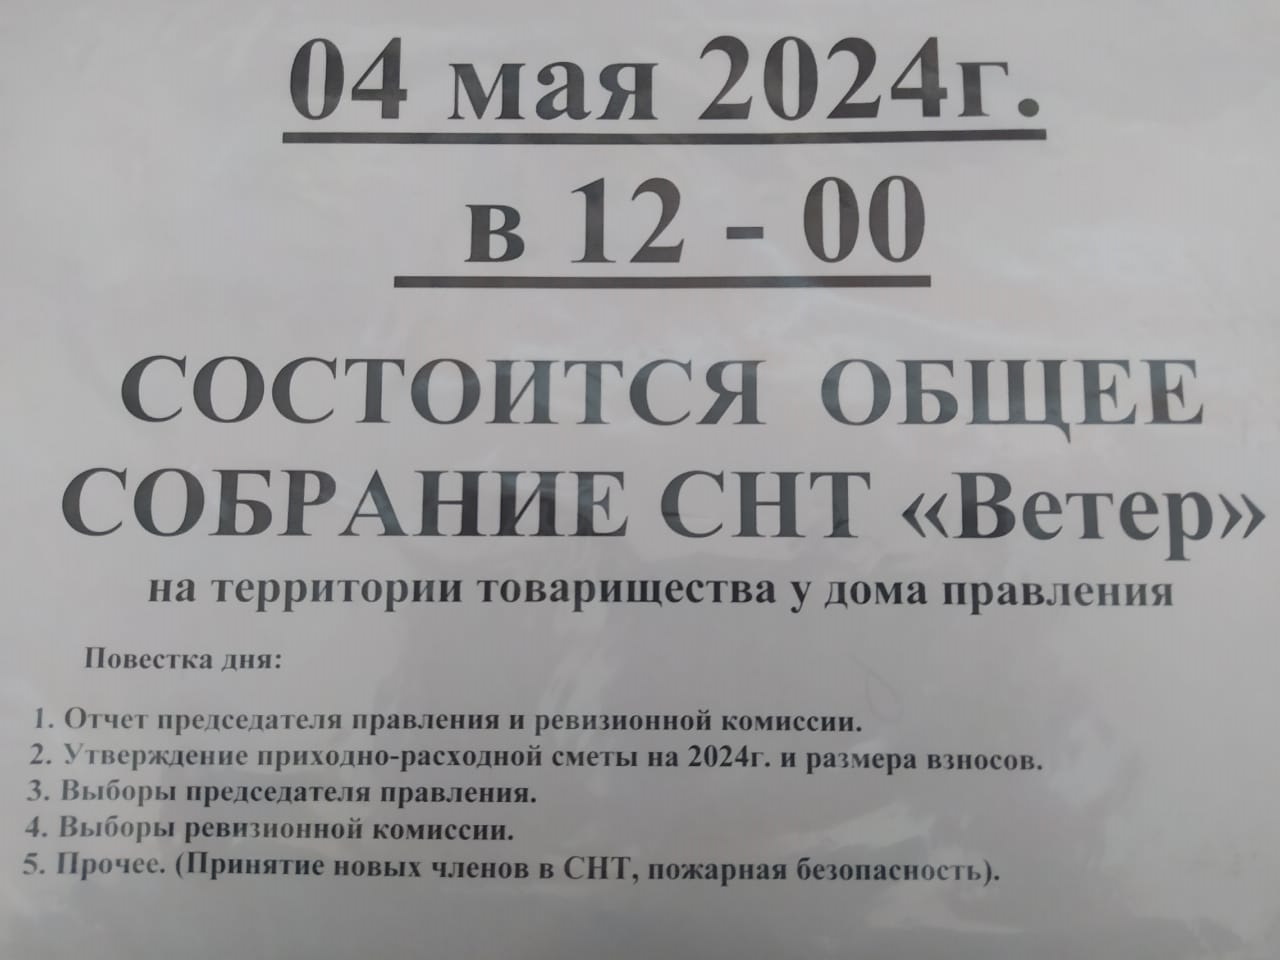 04 мая 2024г.
в 12 - 00
СОСТОИТСЯ ОБЩЕЕ
СОБРАНИЕ СНТ «Ветер»
на территории товарищества у дома правления
Повестка дня:
1. Отчет председателя правления и ревизионной комиссии.
2. Утверждение приходно-расходной сметы на 2024г. и размера взносов.
3. Выборы председателя правления.
4. Выборы ревизионной комиссии.
5. Прочее. (Принятие новых членов в СНТ, пожарная безопасность).